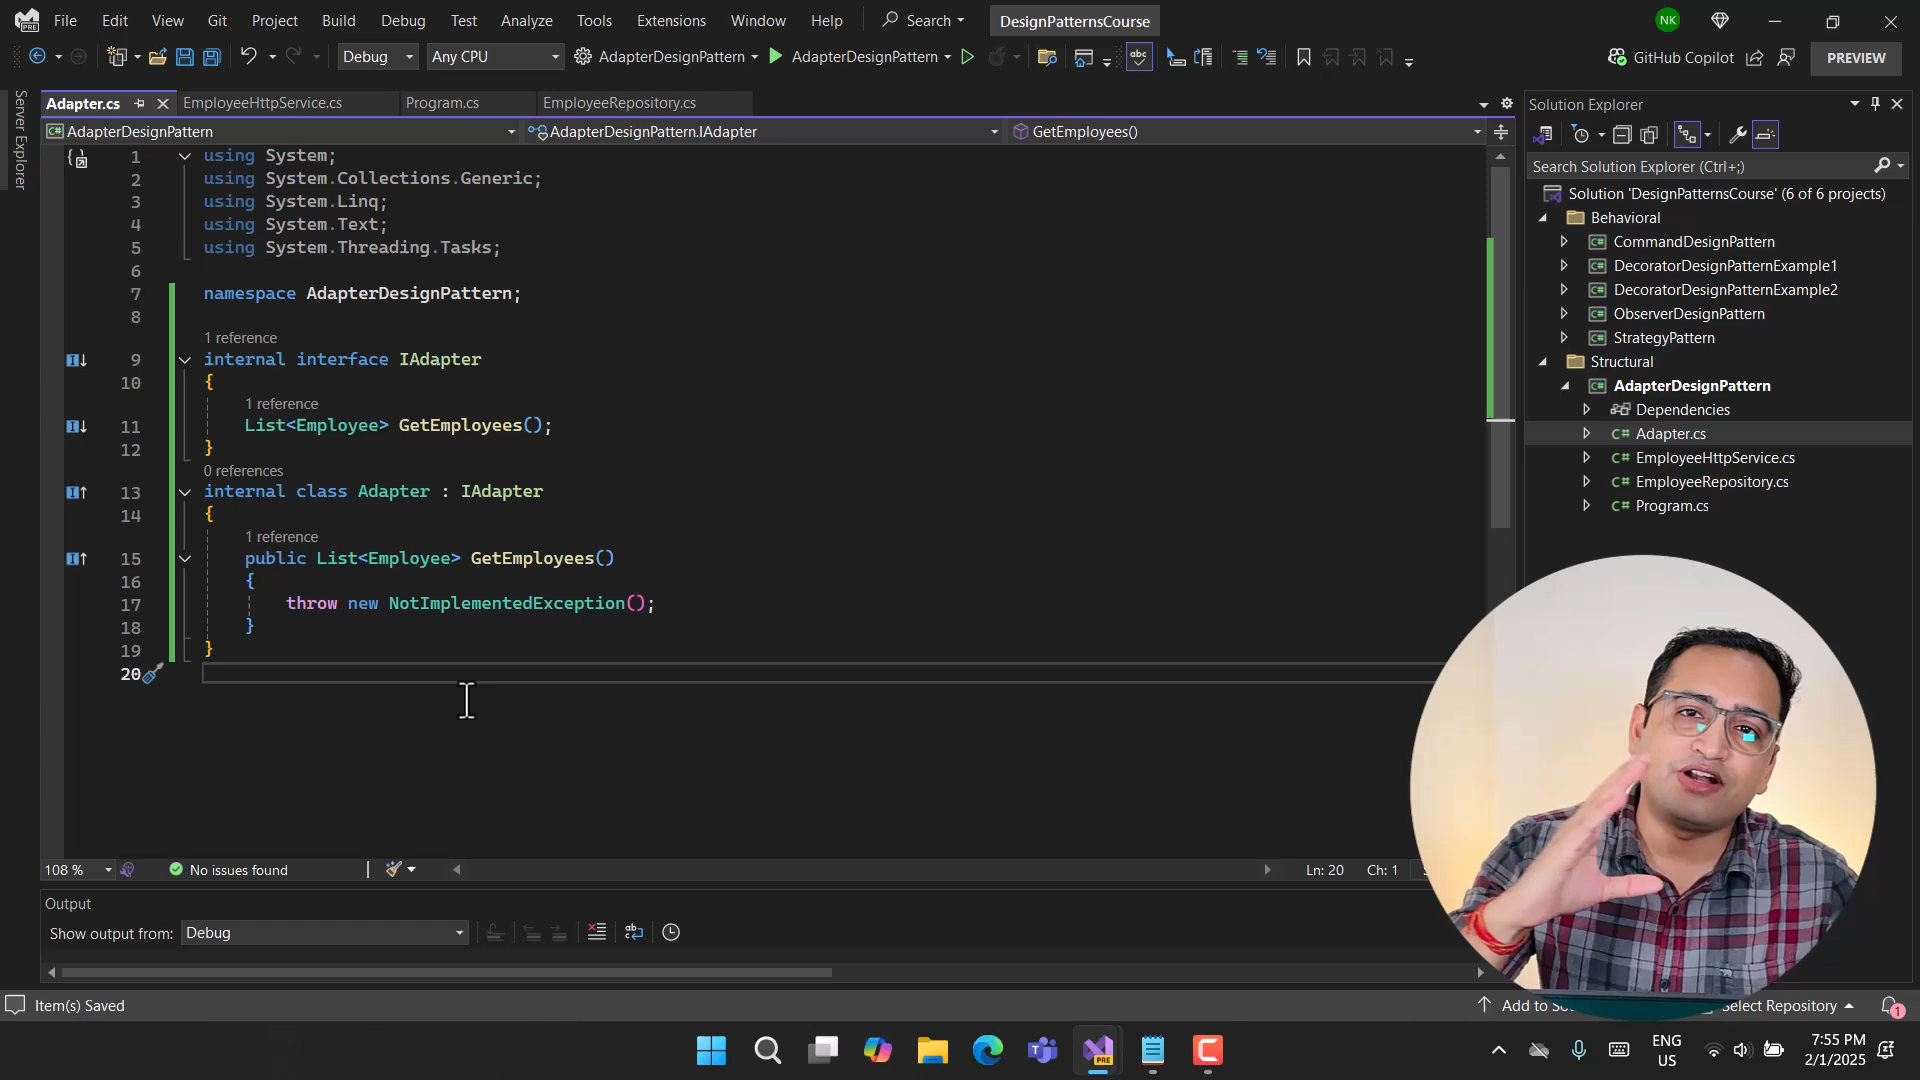 File Edit View Git Project Build Debug Test Analyze Tools Extensions Window Help Search DesignPatternsCourse NK
Debug Any CPU AdapterDesignPattern AdapterDesignPattern GitHub Copilot PREVIEW
Server Explorer
Adapter.cs EmployeeHttpService.cs Program.cs EmployeeRepository.cs
AdapterDesignPattern AdapterDesignPattern.IAdapter GetEmployees()
1 using System;
2 using System.Collections.Generic;
3 using System.Linq;
4 using System.Text;
5 using System.Threading.Tasks;
6
7 namespace AdapterDesignPattern;
8
1 reference
9 internal interface IAdapter
10 {
1 reference
11 List<Employee> GetEmployees();
12 }
0 references
13 internal class Adapter : IAdapter
14 {
1 reference
15 public List<Employee> GetEmployees()
16 {
17 throw new NotImplementedException();
18 }
19 }
20
108 % No issues found Ln: 20 Ch: 1
Output
Show output from: Debug
Solution Explorer
Search Solution Explorer (Ctrl+;)
Solution 'DesignPatternsCourse' (6 of 6 projects)
Behavioral
C# CommandDesignPattern
C# DecoratorDesignPatternExample1
C# DecoratorDesignPatternExample2
C# ObserverDesignPattern
C# StrategyPattern
Structural
C# AdapterDesignPattern
Dependencies
C# Adapter.cs
C# EmployeeHttpService.cs
C# EmployeeRepository.cs
C# Program.cs
Item(s) Saved Add to Select Repository 1
PRE
ENG
US
7:55 PM
2/1/2025